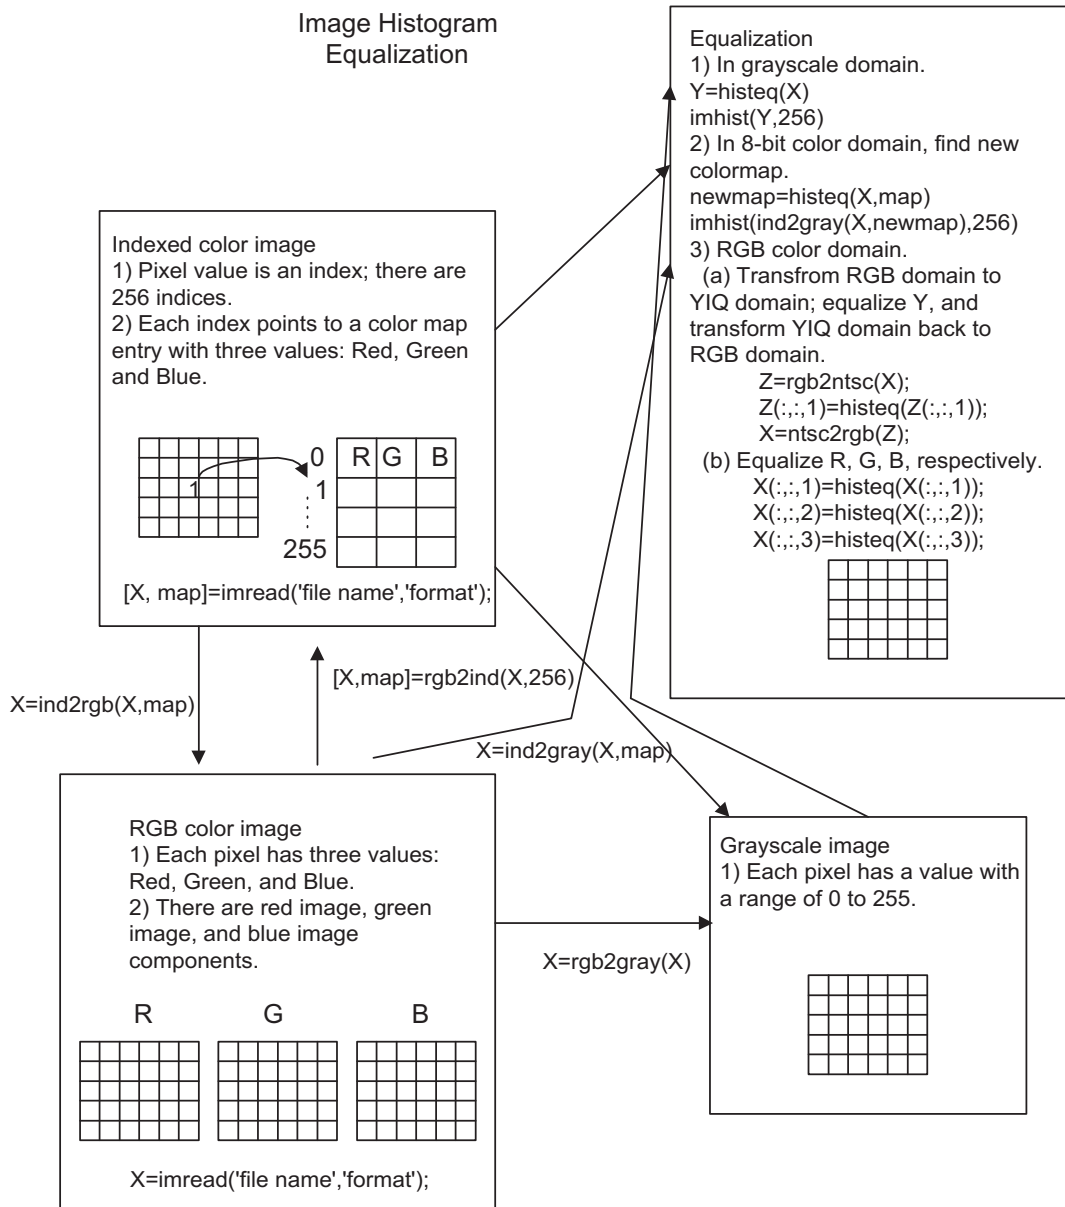 Image Histogram
Equalization
Equalization
1) In grayscale domain.
Y=histeq(X)
imhist(Y,256)
2) In 8-bit color domain, find new
colormap.
newmap=histeq(X,map)
imhist(ind2gray(X,newmap),256)
3) RGB color domain.
(a) Transfrom RGB domain to
YIQ domain; equalize Y, and
transform YIQ domain back to
RGB domain.
Z=rgb2ntsc(X);
Z(:,:,1)=histeq(Z(:,:,1));
X=ntsc2rgb(Z);
(b) Equalize R, G, B, respectively.
X(:,:,1)=histeq(X(:,:,1));
X(:,:,2)=histeq(X(:,:,2));
X(:,:,3)=histeq(X(:,:,3));
Indexed color image
1) Pixel value is an index; there are
256 indices.
2) Each index points to a color map
entry with three values: Red, Green
and Blue.
0 R G B
1 1
255
[X, map]=imread('file name','format');
X=ind2rgb(X,map)
[X,map]=rgb2ind(X,256)
X=ind2gray(X,map)
RGB color image
1) Each pixel has three values:
Red, Green, and Blue.
2) There are red image, green
image, and blue image
components.
R G B
X=imread('file name','format');
X=rgb2gray(X)
Grayscale image
1) Each pixel has a value with
a range of 0 to 255.